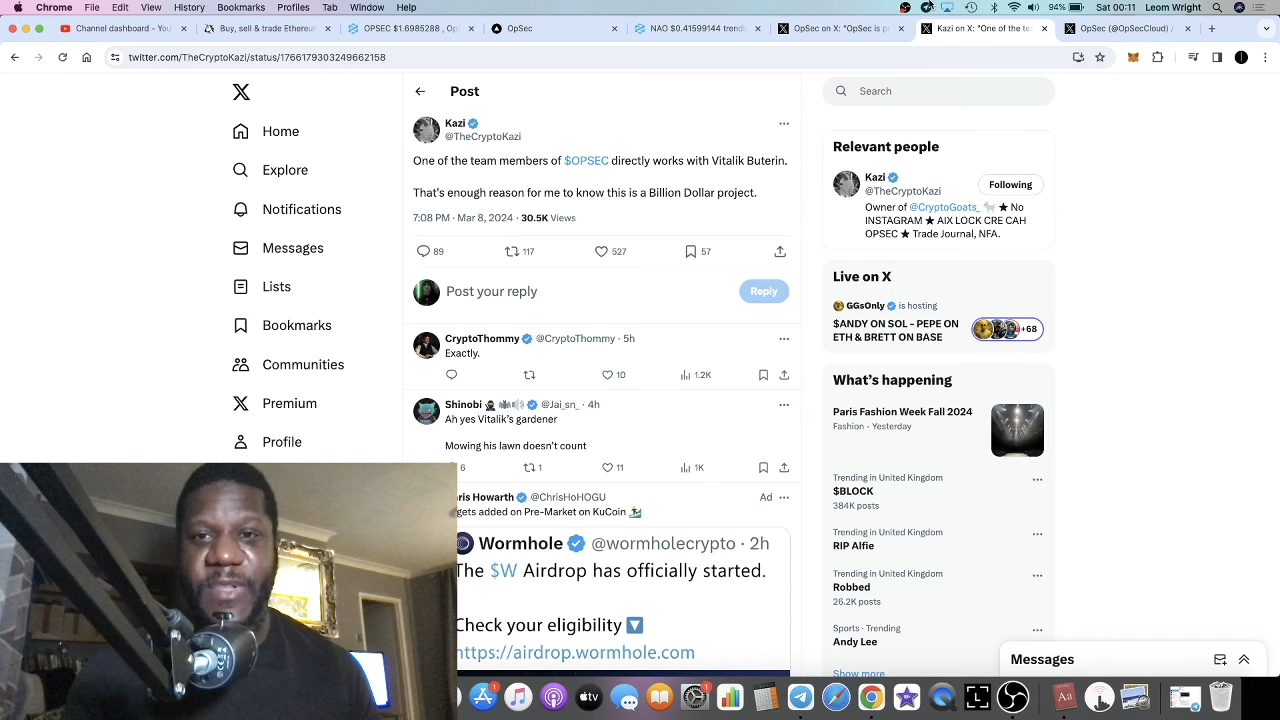 Chrome File Edit View History Bookmarks Profiles Tab Window Help
94% Sat 00:11 Leom Wright
Channel dashboard - You
Buy, sell & trade Ethereum
OPSEC $1.6985288 , Op
OpSec
NAO $0.41599144 trendi
OpSec on X: "OpSec is p
Kazi on X: "One of the tea
OpSec (@OpSecCloud) /
twitter.com/TheCryptoKazi/status/1766179303249662158
Home
Explore
Notifications
Messages
Lists
Bookmarks
Communities
Premium
Profile
Post
Kazi
@TheCryptoKazi
One of the team members of $OPSEC directly works with Vitalik Buterin.
That's enough reason for me to know this is a Billion Dollar project.
7:08 PM · Mar 8, 2024 · 30.5K Views
89 117 527 57
Post your reply
Reply
CryptoThommy @CryptoThommy · 5h
Exactly.
10 1.2K
Shinobi @Jai_sn_ · 4h
Ah yes Vitalik's gardener
Mowing his lawn doesn't count
6 1 11 1K
ris Howarth @ChrisHoHOGU Ad
gets added on Pre-Market on KuCoin
Wormhole @wormholecrypto · 2h
The $W Airdrop has officially started.
Check your eligibility
https://airdrop.wormhole.com
Search
Relevant people
Kazi
@TheCryptoKazi
Following
Owner of @CryptoGoats_ 🐐 ★ No
INSTAGRAM ★ AIX LOCK CRE CAH
OPSEC ★ Trade Journal, NFA.
Live on X
GGsOnly is hosting
$ANDY ON SOL - PEPE ON
ETH & BRETT ON BASE
+68
What's happening
Paris Fashion Week Fall 2024
Fashion · Yesterday
Trending in United Kingdom
$BLOCK
384K posts
Trending in United Kingdom
RIP Alfie
Trending in United Kingdom
Robbed
26.2K posts
Sports · Trending
Andy Lee
Show more
Messages
tv
Aa